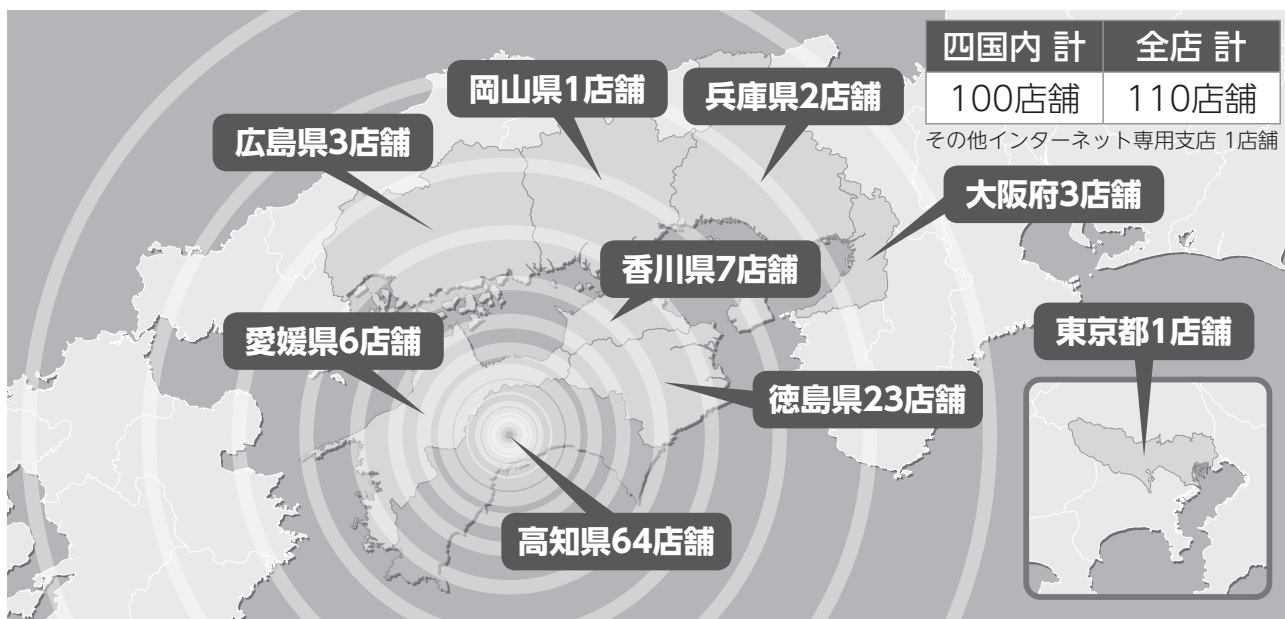 四国内 計 全店 計
100店舗 110店舗
その他インターネット専用支店 1店舗
岡山県1店舗
兵庫県2店舗
広島県3店舗
大阪府3店舗
香川県7店舗
愛媛県6店舗
東京都1店舗
徳島県23店舗
高知県64店舗